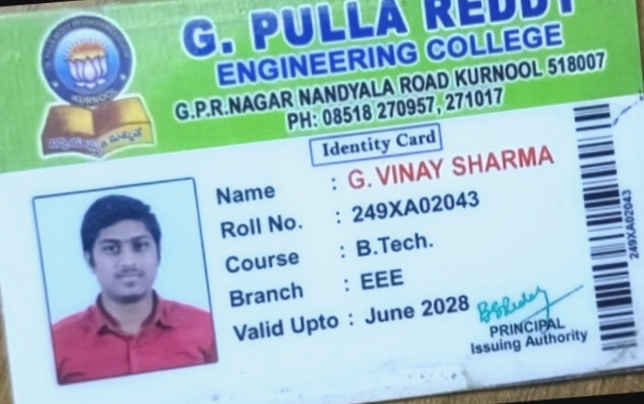 G. PULLA REDDY
ENGINEERING COLLEGE
G.P.R.NAGAR NANDYALA ROAD KURNOOL 518007
PH: 08518 270957, 271017
KURNOOL
Identity Card
Name : G. VINAY SHARMA
Roll No. : 249XA02043
Course : B.Tech.
Branch : EEE
Valid Upto : June 2028
PRINCIPAL
Issuing Authority
249XA02043